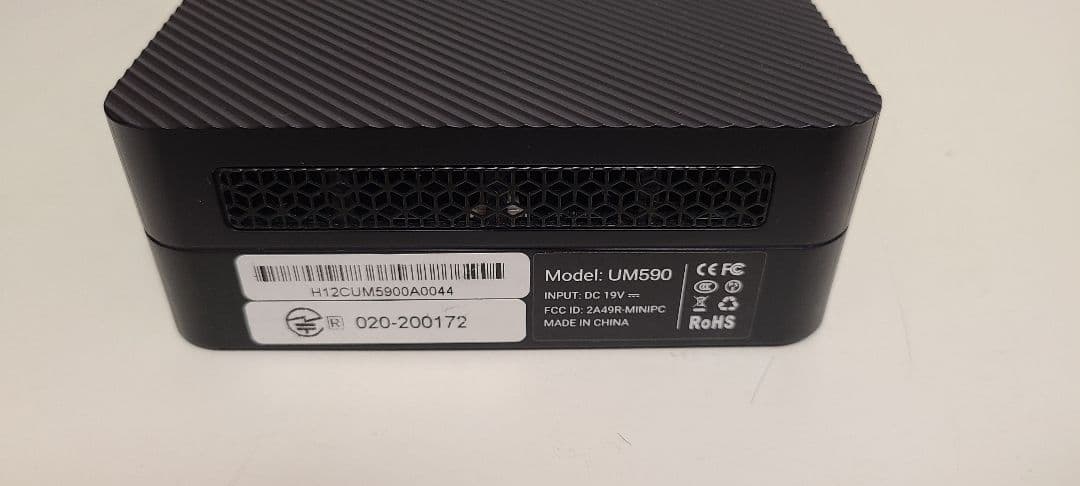 H12CUM5900A0044
R 020-200172
Model: UM590
INPUT: DC 19V
FCC ID: 2A49R-MINIPC
MADE IN CHINA
CE FC
RoHS